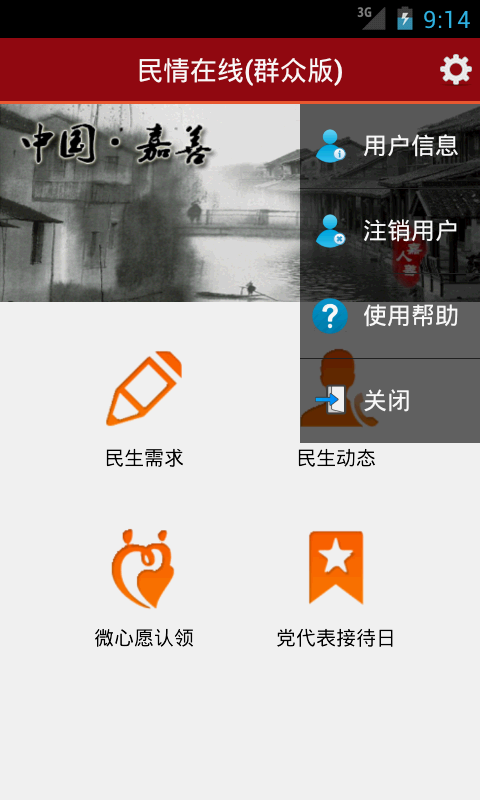 3G 9:14
民情在线(群众版)
中国·嘉善
用户信息
注销用户
使用帮助
关闭
民生需求
民生动态
微心愿认领
党代表接待日